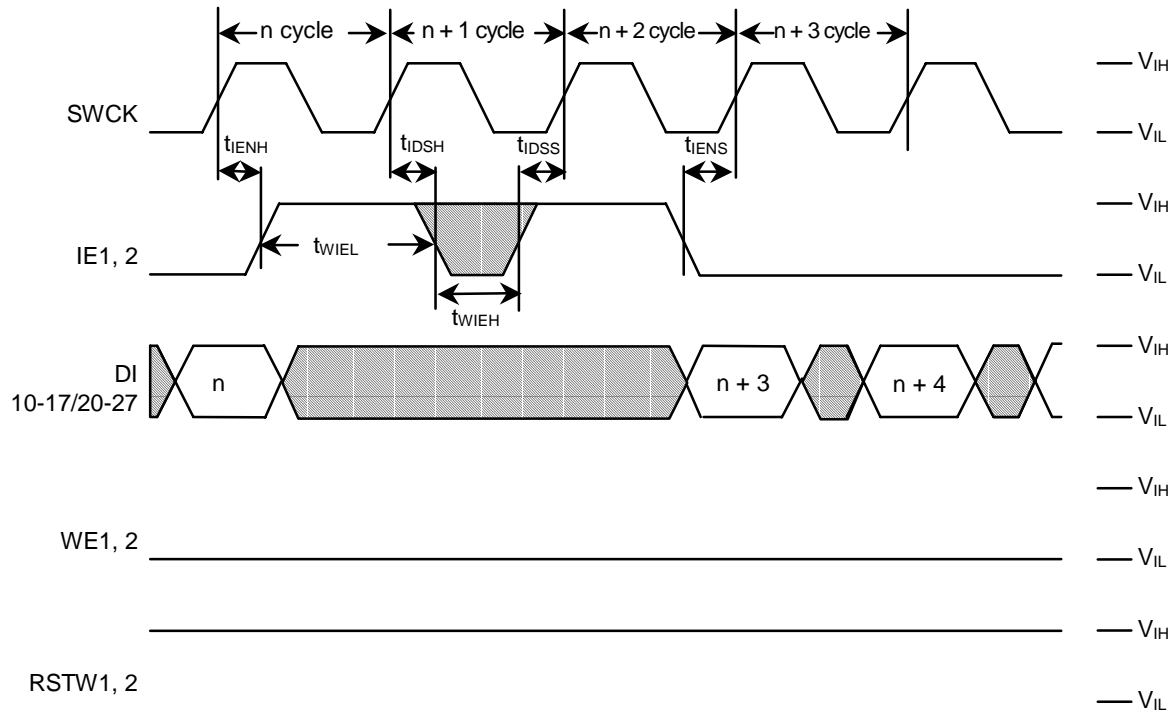 n cycle n + 1 cycle n + 2 cycle n + 3 cycle
VIH
SWCK
VIL
tIENH tIDSH tIDSS tIENS
VIH
tWIEL
IE1, 2
VIL
tWIEH
VIH
DI
n n + 3 n + 4
10-17/20-27
VIL
VIH
WE1, 2
VIL
VIH
RSTW1, 2
VIL